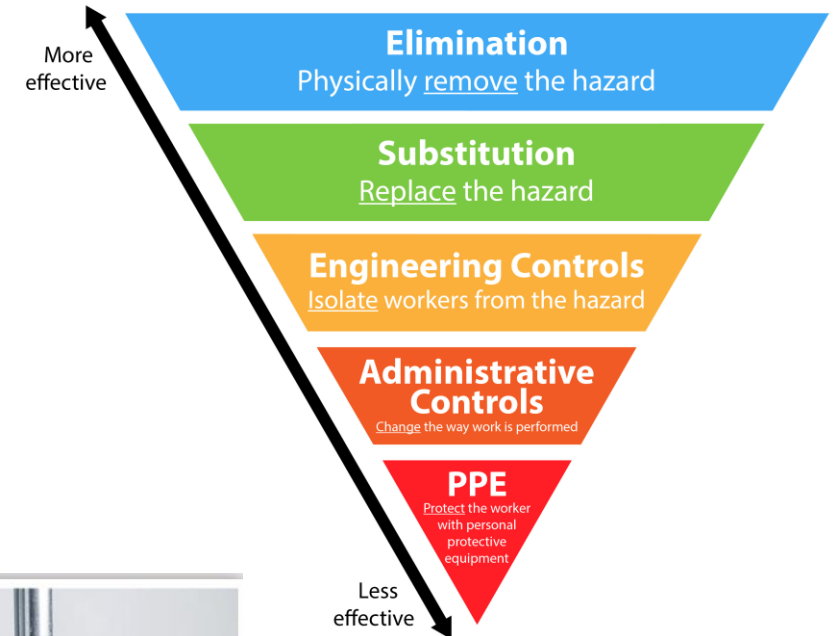 More
effective
Elimination
Physically remove the hazard
Substitution
Replace the hazard
Engineering Controls
Isolate workers from the hazard
Administrative
Controls
Change the way work is performed
PPE
Protect the worker
with personal
protective
equipment
Less
effective